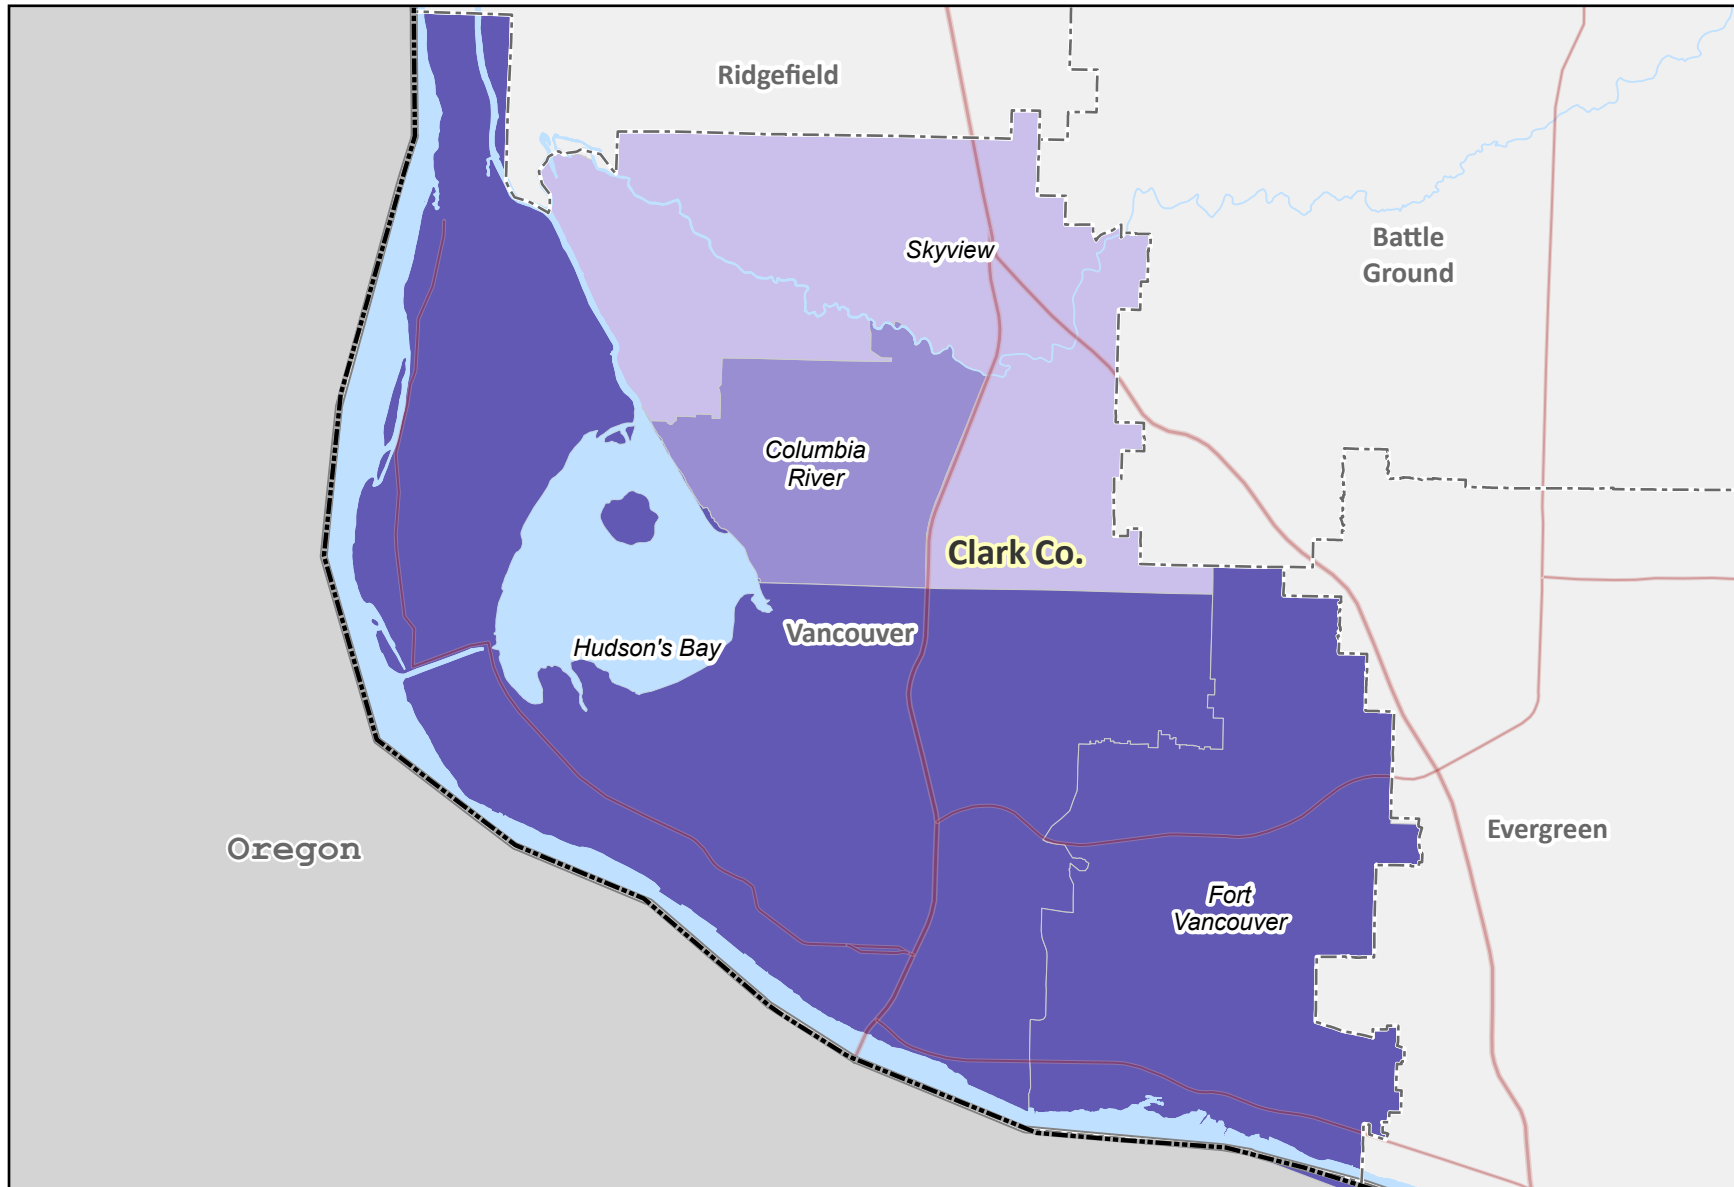 Ridgefield
Skyview
Battle
Ground
Columbia
River
Clark Co.
Vancouver
Hudson's Bay
Evergreen
Oregon
Fort
Vancouver